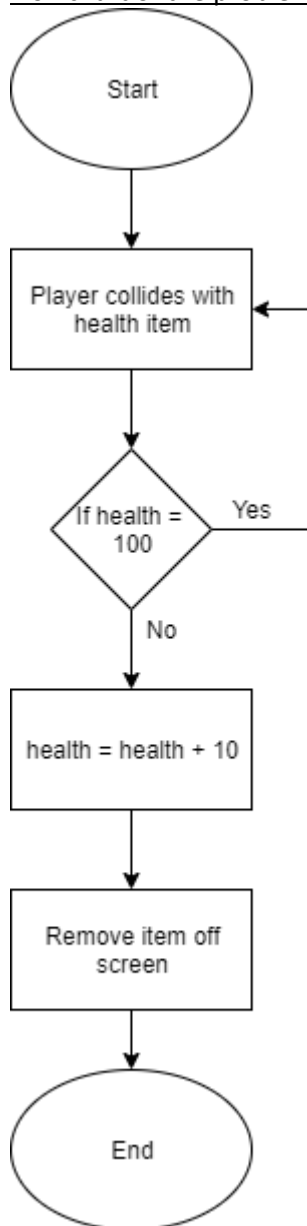 Start
Player collides with
health item
If health =
100
Yes
No
health = health + 10
Remove item off
screen
End